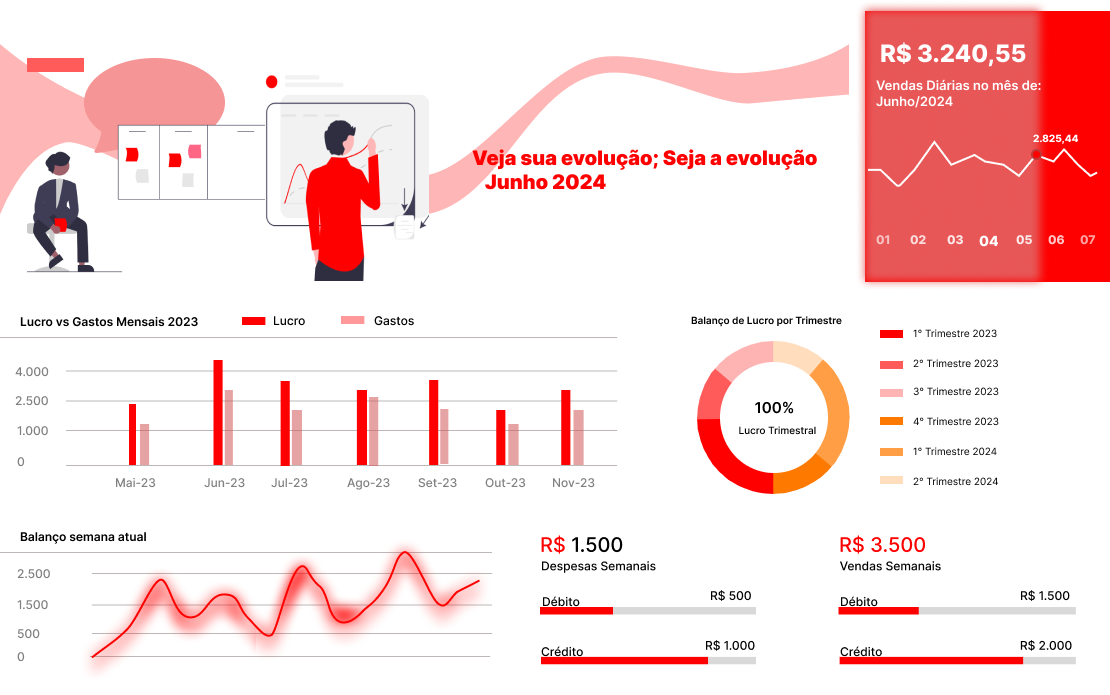 R$ 3.240,55
Vendas Diárias no mês de:
Junho/2024
2.825,44
01 02 03 04 05 06 07
Veja sua evolução; Seja a evolução
Junho 2024
Lucro vs Gastos Mensais 2023
Lucro
Gastos
4.000
2.500
1.000
0
Mai-23 Jun-23 Jul-23 Ago-23 Set-23 Out-23 Nov-23
Balanço de Lucro por Trimestre
100%
Lucro Trimestral
1° Trimestre 2023
2° Trimestre 2023
3° Trimestre 2023
4° Trimestre 2023
1° Trimestre 2024
2° Trimestre 2024
Balanço semana atual
2.500
1.500
500
0
R$ 1.500
Despesas Semanais
Débito R$ 500
Crédito R$ 1.000
R$ 3.500
Vendas Semanais
Débito R$ 1.500
Crédito R$ 2.000